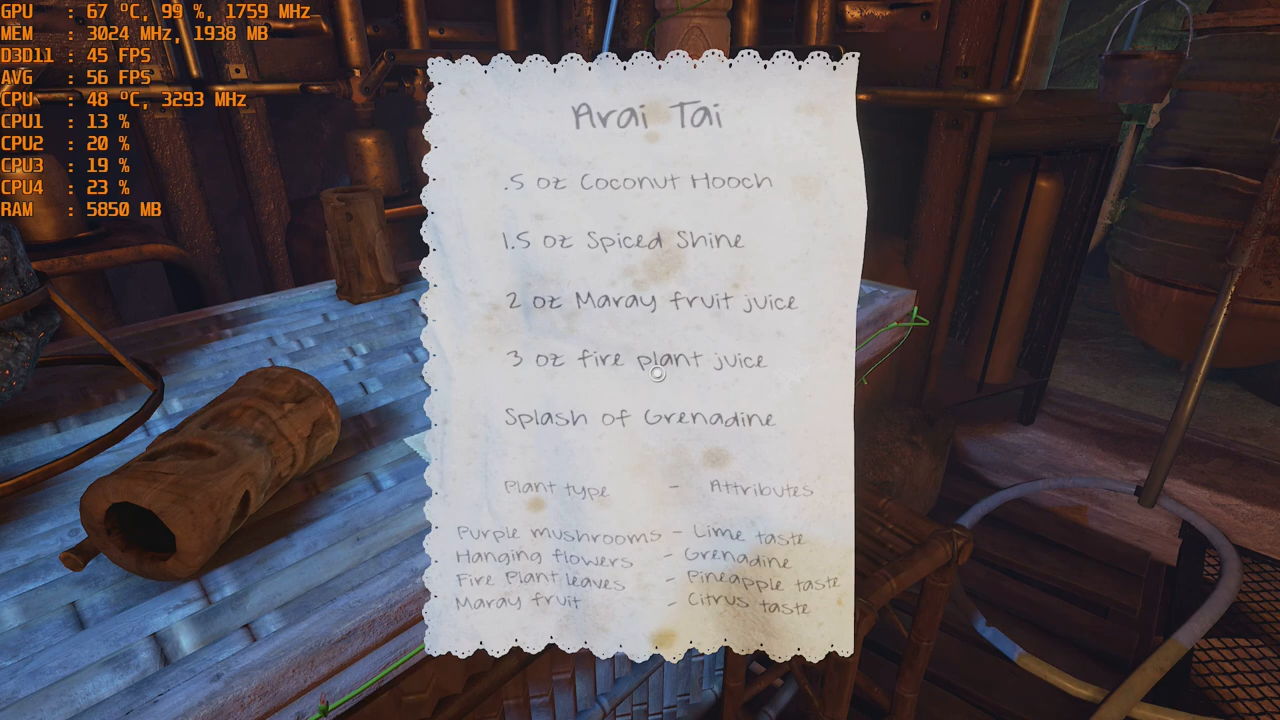 GPU : 67 ºC, 99 %, 1759 MHz
MEM : 3024 MHz, 1938 MB
D3D11 : 45 FPS
AVG : 56 FPS
CPU : 48 ºC, 3293 MHz
CPU1 : 13 %
CPU2 : 20 %
CPU3 : 19 %
CPU4 : 23 %
RAM : 5850 MB
Arai Tai
.5 oz Coconut Hooch
1.5 oz Spiced Shine
2 oz Maray fruit juice
3 oz fire plant juice
Splash of Grenadine
Plant type - Attributes
Purple mushrooms - Lime taste
Hanging flowers - Grenadine
Fire Plant leaves - Pineapple taste
Maray fruit - Citrus taste